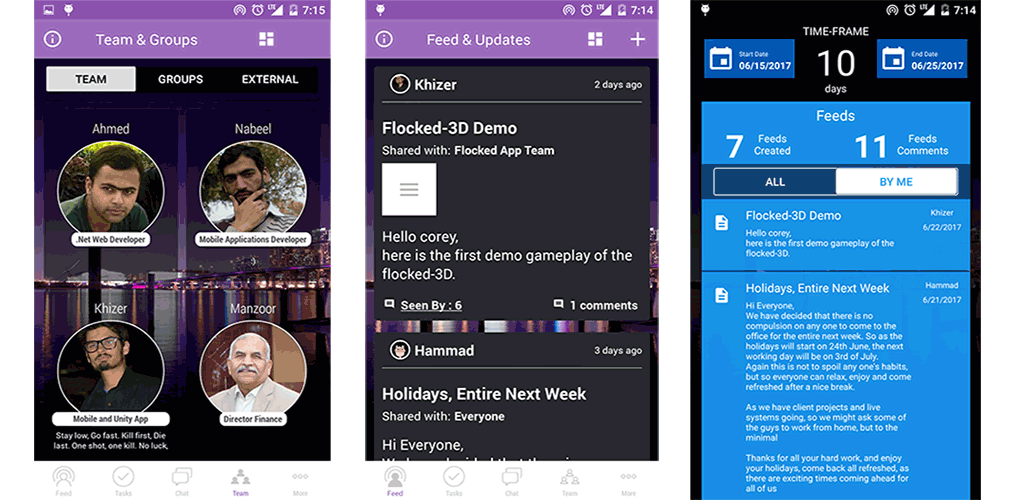 LTE 7:15
Team & Groups
TEAM GROUPS EXTERNAL
Ahmed Nabeel
.Net Web Developer Mobile Applications Developer
Khizer Manzoor
Mobile and Unity App Director Finance
Stay low, Go fast. Kill first, Die
last. One shot, one kill. No luck,
Feed Tasks Chat Team More
LTE 7:14
Feed & Updates
Khizer 2 days ago
Flocked-3D Demo
Shared with: Flocked App Team
Hello corey,
here is the first demo gameplay of the
flocked-3D.
Seen By : 6 1 comments
Hammad 3 days ago
Holidays, Entire Next Week
Shared with: Everyone
Hi Everyone,
Feed Tasks Chat Team More
LTE 7:14
TIME-FRAME
Start Date
06/15/2017
10
days
End Date
06/25/2017
Feeds
7 Feeds
Created
11 Feeds
Comments
ALL BY ME
Flocked-3D Demo Khizer
6/22/2017
Hello corey,
here is the first demo gameplay of the
flocked-3D.
Holidays, Entire Next Week Hammad
6/21/2017
Hi Everyone,
We have decided that there is no
compulsion on any one to come to the
office for the entire next week. So as the
holidays will start on 24th June, the next
working day will be on 3rd of July.
Again this is not to spoil any one's habits,
but so everyone can relax, enjoy and come
refreshed after a nice break.
As we have client projects and live
systems going, so we might ask some of
the guys to work from home, but to the
minimal
Thanks for all your hard work, and enjoy
your holidays, come back all refreshed, as
there are exciting times coming ahead for
all of us